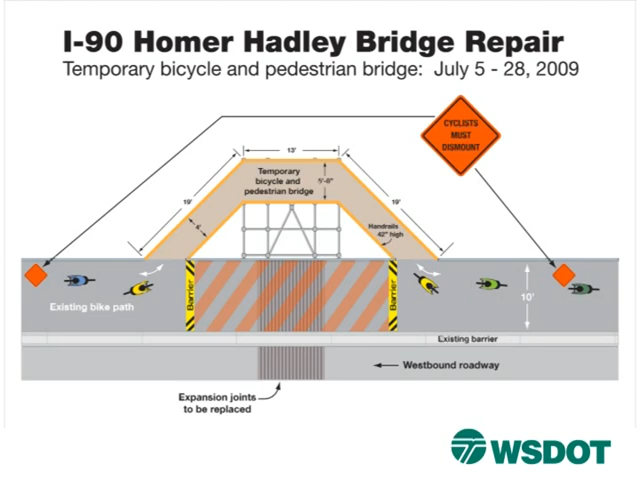 I-90 Homer Hadley Bridge Repair
Temporary bicycle and pedestrian bridge: July 5 - 28, 2009
CYCLISTS
MUST
DISMOUNT
13'
Temporary
bicycle and
pedestrian bridge
5'-8"
19'
19'
6'
Handrails
42" high
Barrier
Barrier
Existing bike path
10'
Existing barrier
Westbound roadway
Expansion joints
to be replaced
WSDOT